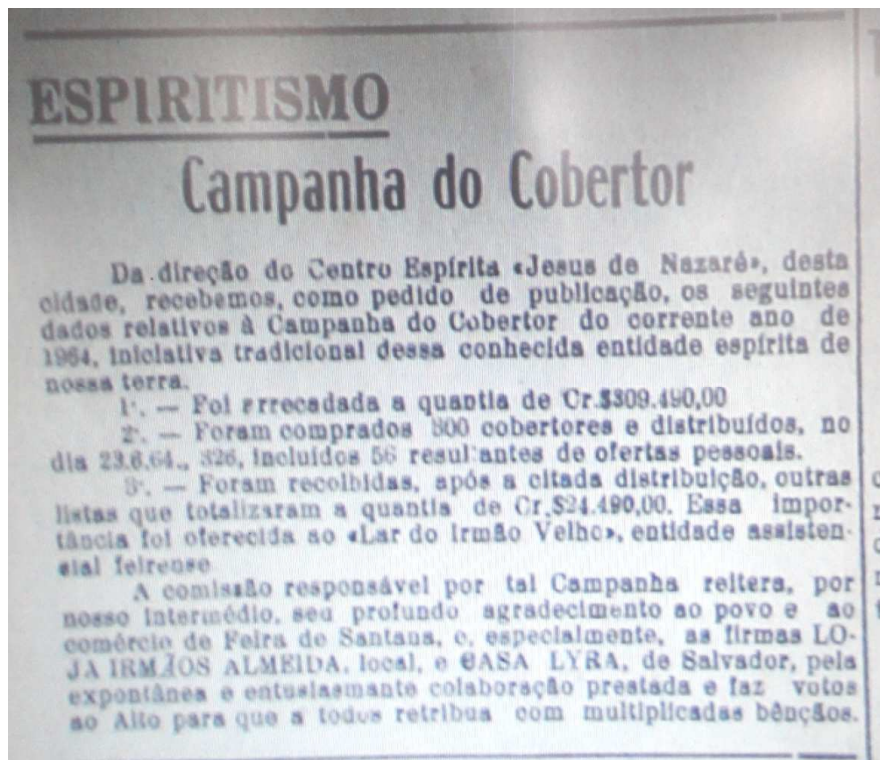 ESPIRITISMO
Campanha do Cobertor
Da direção do Centro Espírita «Jesus de Nazaré», desta
cidade, recebemos, como pedido de publicação, os seguintes
dados relativos à Campanha do Cobertor do corrente ano de
1964, iniciativa tradicional dessa conhecida entidade espírita de
nossa terra.
1º. — Foi arrecadada a quantia de Cr.$309.490,00
2º. — Foram comprados 300 cobertores e distribuídos, no
dia 23.6.64., 326, incluídos 56 resultantes de ofertas pessoais.
3º. — Foram recolhidas, após a citada distribuição, outras
listas que totalizaram a quantia de Cr.$24.490,00. Essa impor-
tância foi oferecida ao «Lar do Irmão Velho», entidade assisten-
cial feirense
A comissão responsável por tal Campanha reitera, por
nosso intermédio, seu profundo agradecimento ao povo e ao
comércio de Feira de Santana, e, especialmente, as firmas LO-
JA IRMÃOS ALMEIDA, local, e CASA LYRA, de Salvador, pela
expontânea e entusiasmante colaboração prestada e faz votos
ao Alto para que a todos retribua com multiplicadas bênçãos.